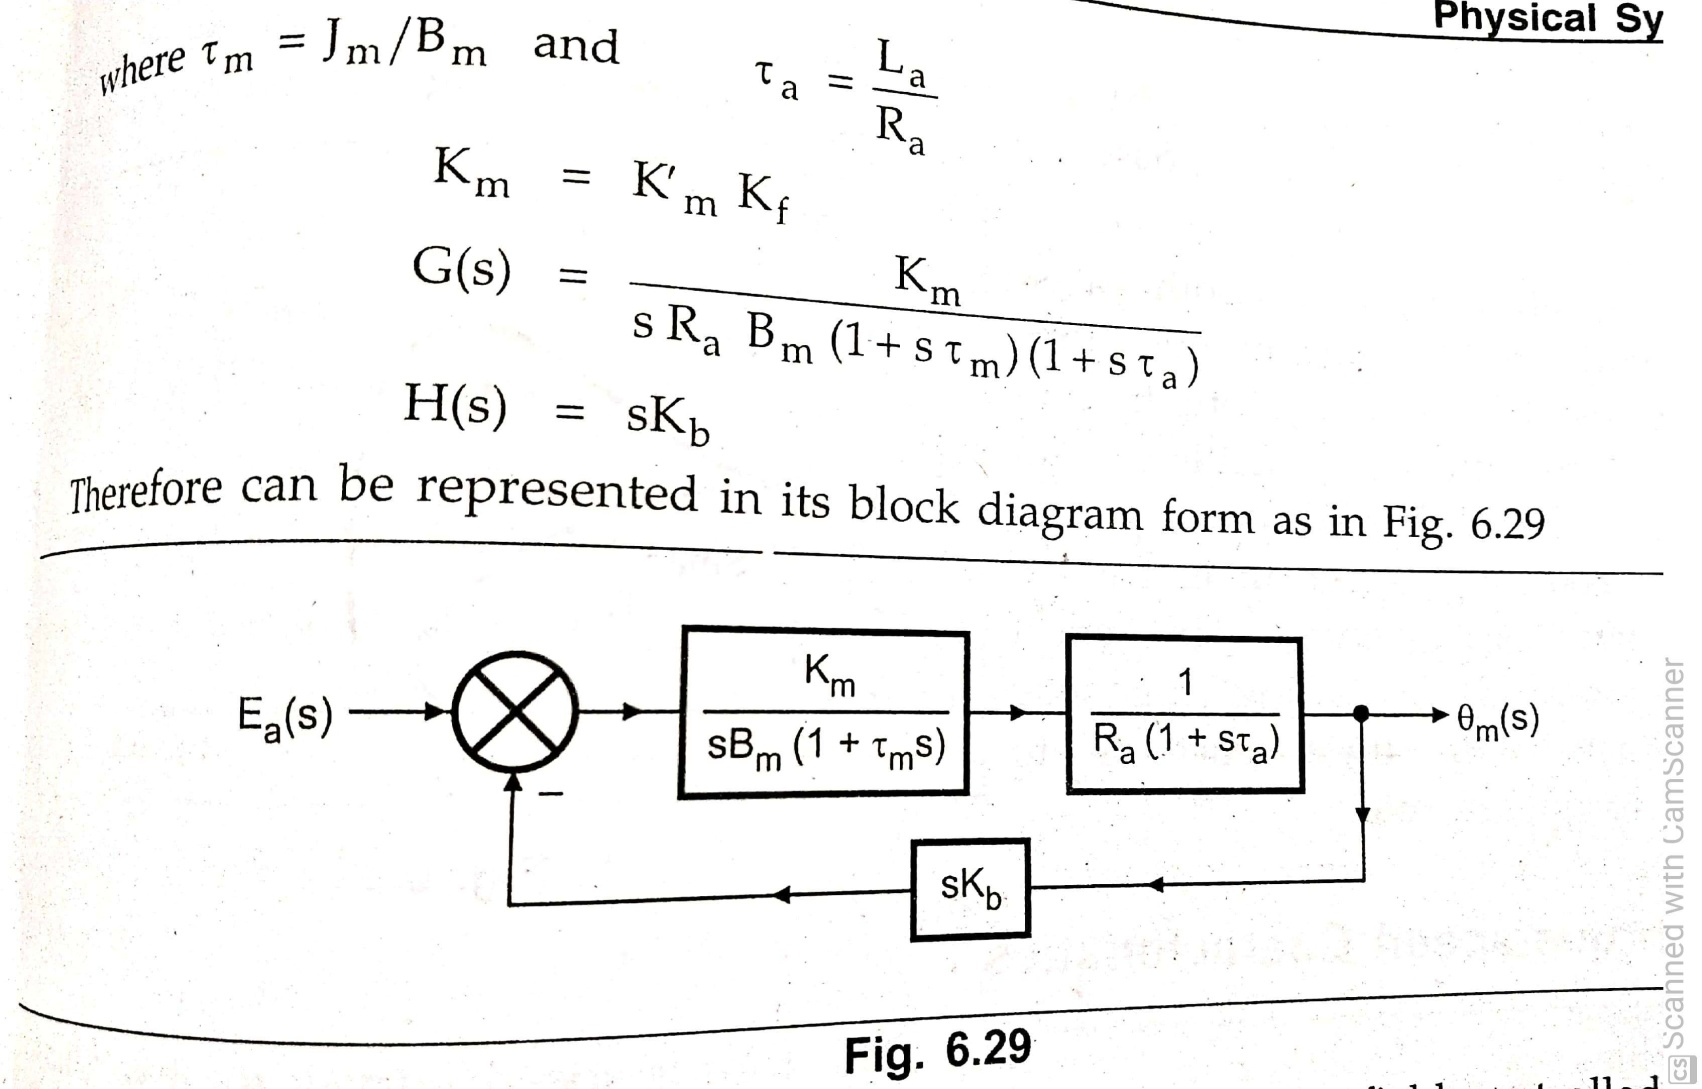 Physical Sy
where τm = Jm/Bm and τa = La/Ra
Km = K'm Kf
G(s) = Km / s Ra Bm (1 + s τm) (1 + s τa)
H(s) = sKb
Therefore can be represented in its block diagram form as in Fig. 6.29
Ea(s)
Km
sBm (1 + τms)
1
Ra (1 + sτa)
θm(s)
–
sKb
Fig. 6.29
CS Scanned with CamScanner